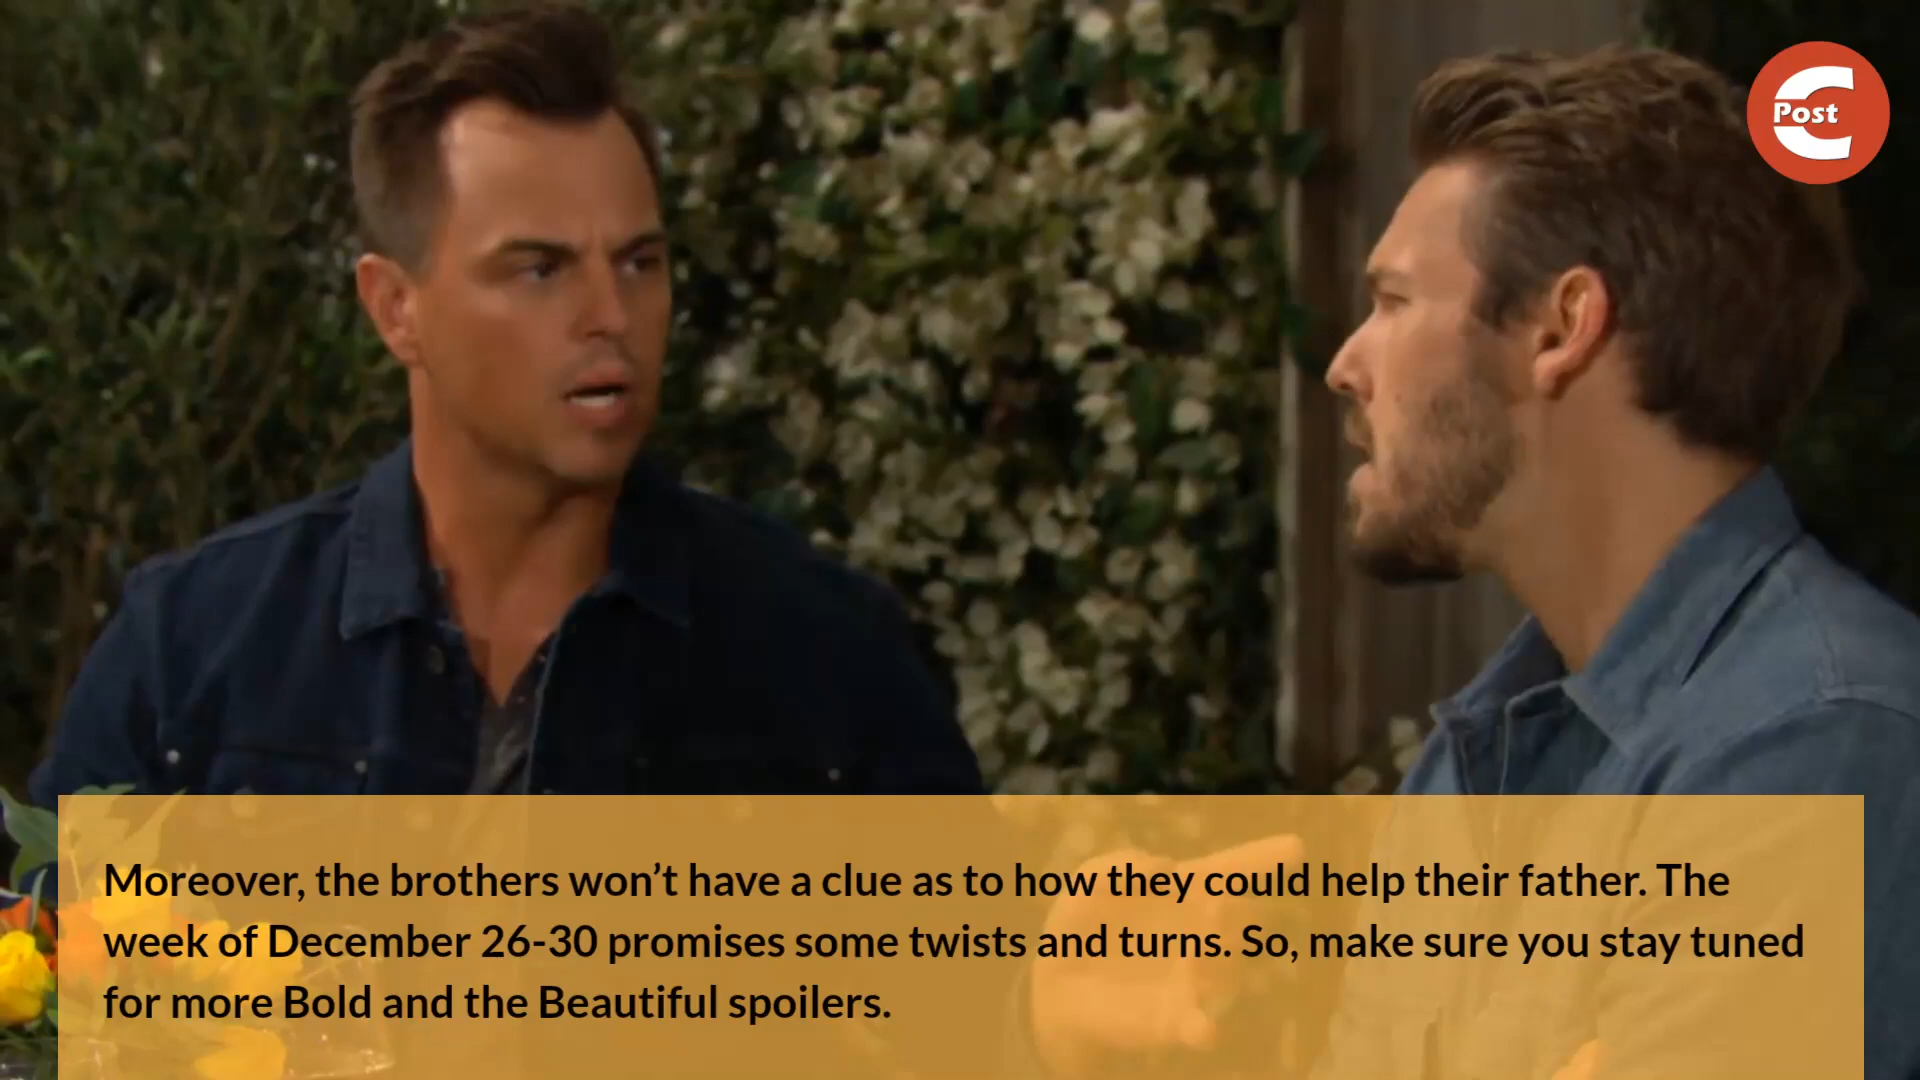 Post
Moreover, the brothers won’t have a clue as to how they could help their father. The
week of December 26-30 promises some twists and turns. So, make sure you stay tuned
for more Bold and the Beautiful spoilers.